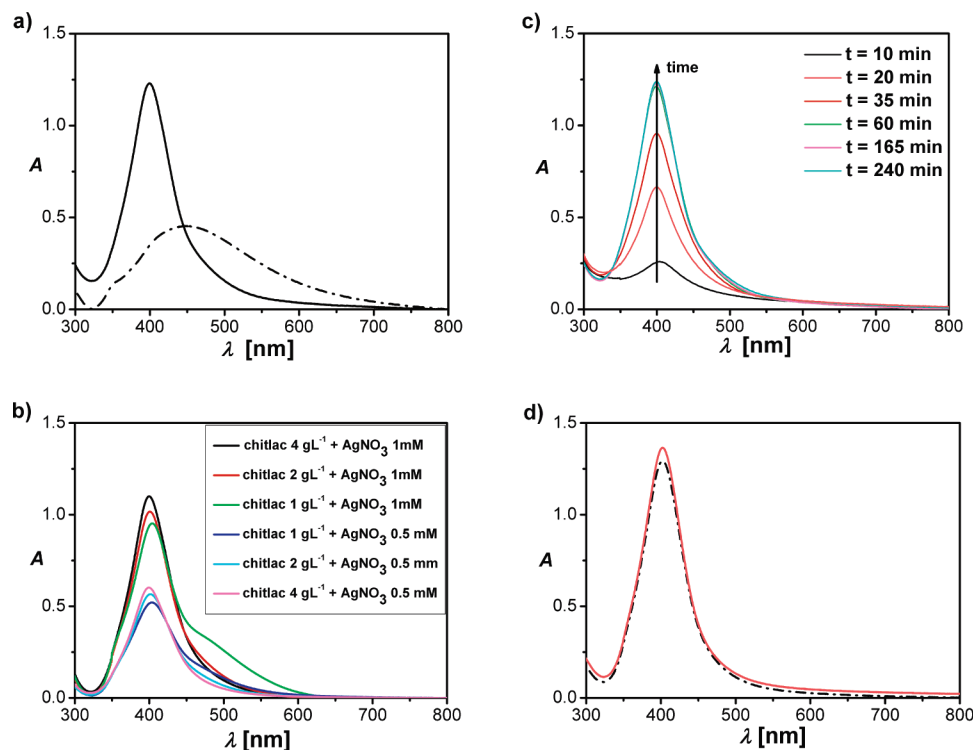 a)
1.5
1.0
A
0.5
0.0
300 400 500 600 700 800
λ [nm]
c)
1.5
time
t = 10 min
t = 20 min
t = 35 min
t = 60 min
t = 165 min
t = 240 min
1.0
A
0.5
0.0
300 400 500 600 700 800
λ [nm]
b)
1.5
chitlac 4 gL-1 + AgNO3 1mM
chitlac 2 gL-1 + AgNO3 1mM
chitlac 1 gL-1 + AgNO3 1mM
chitlac 1 gL-1 + AgNO3 0.5 mM
chitlac 2 gL-1 + AgNO3 0.5 mm
chitlac 4 gL-1 + AgNO3 0.5 mM
1.0
A
0.5
0.0
300 400 500 600 700 800
λ [nm]
d)
1.5
1.0
A
0.5
0.0
300 400 500 600 700 800
λ [nm]